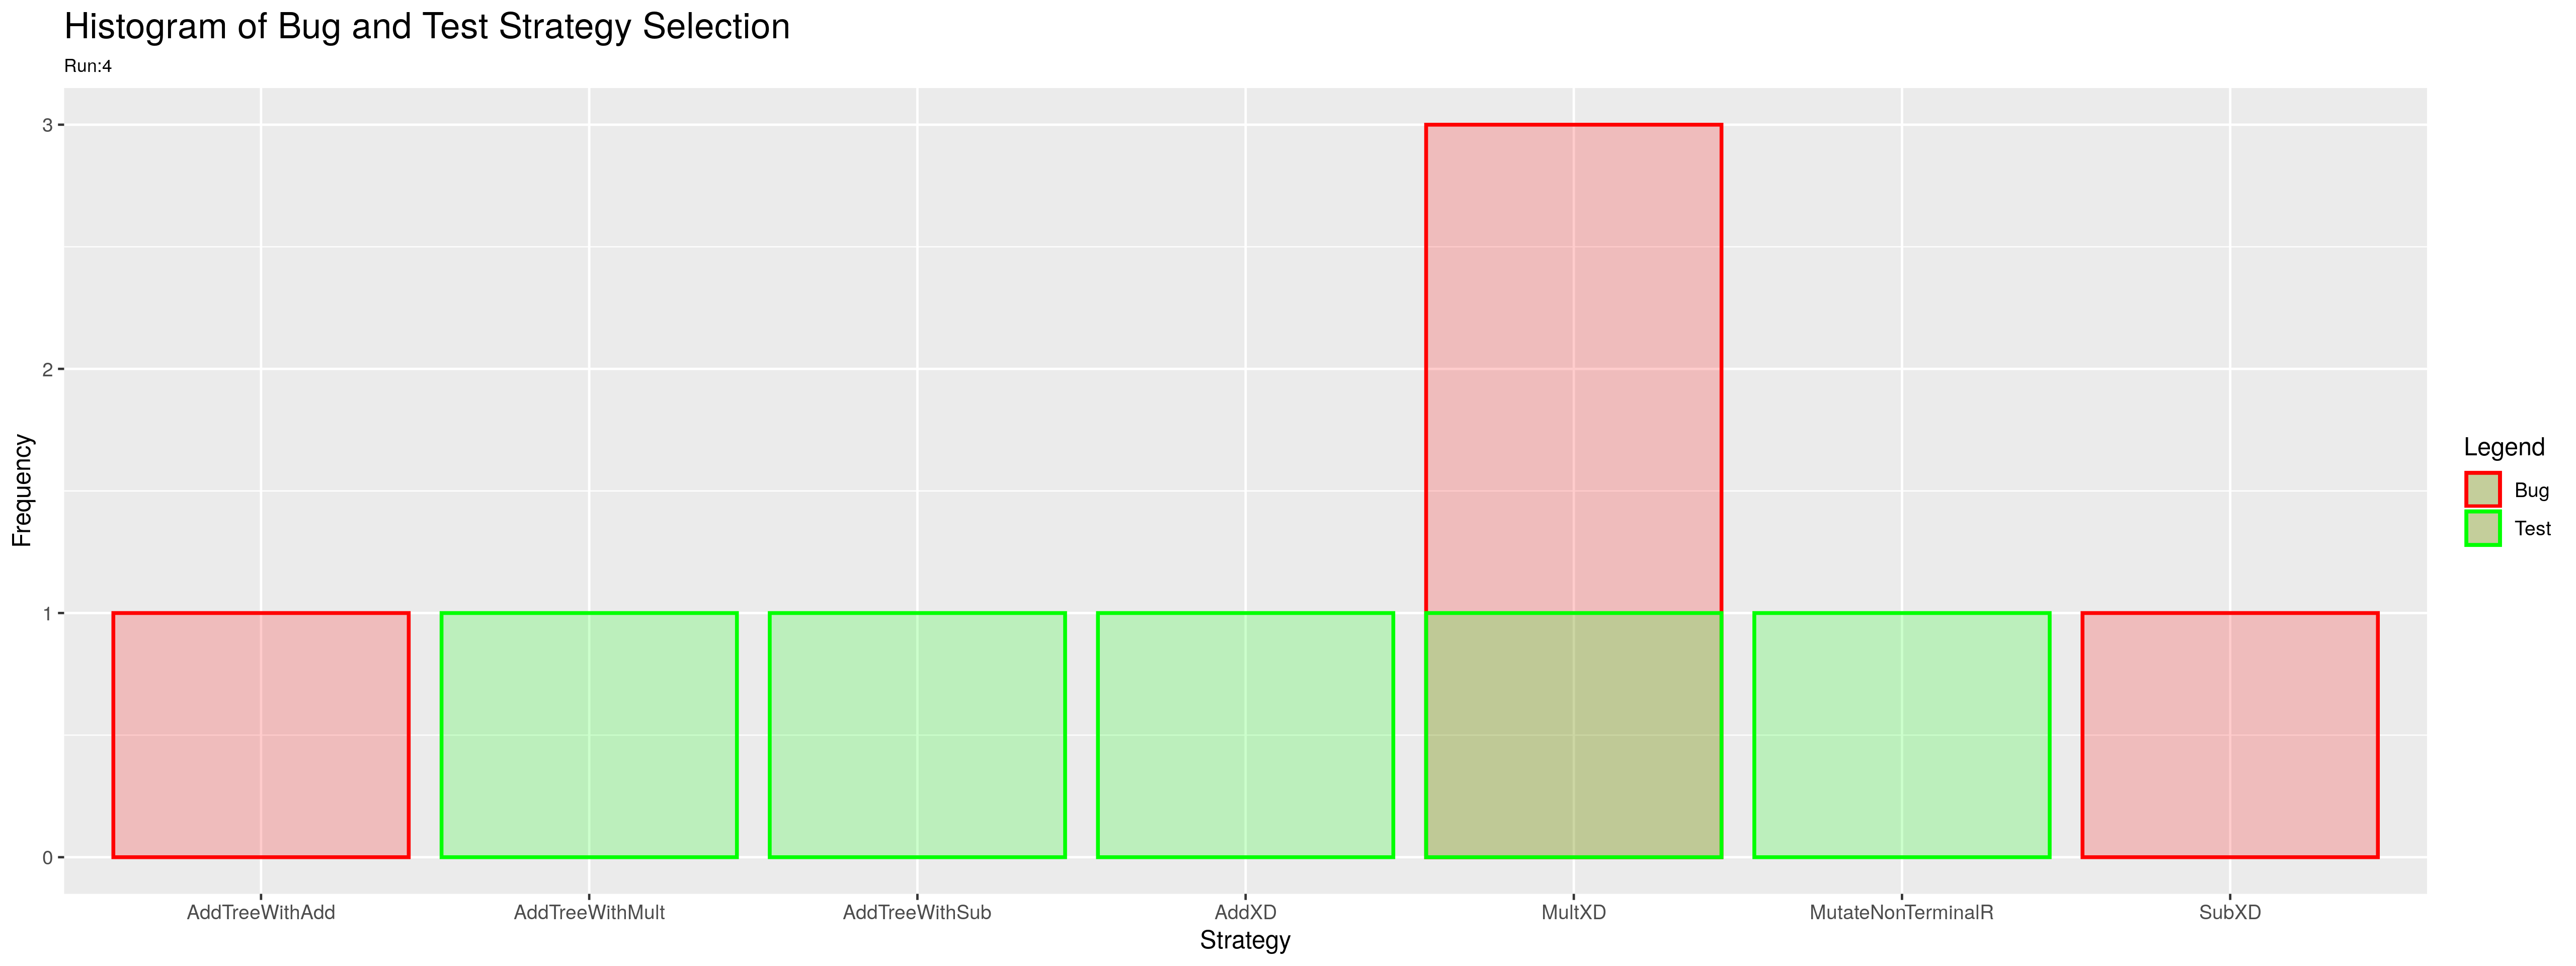 Histogram of Bug and Test Strategy Selection
Run:4
3
2
1
0
Frequency
AddTreeWithAdd
AddTreeWithMult
AddTreeWithSub
AddXD
MultXD
MutateNonTerminalR
SubXD
Strategy
Legend
Bug
Test